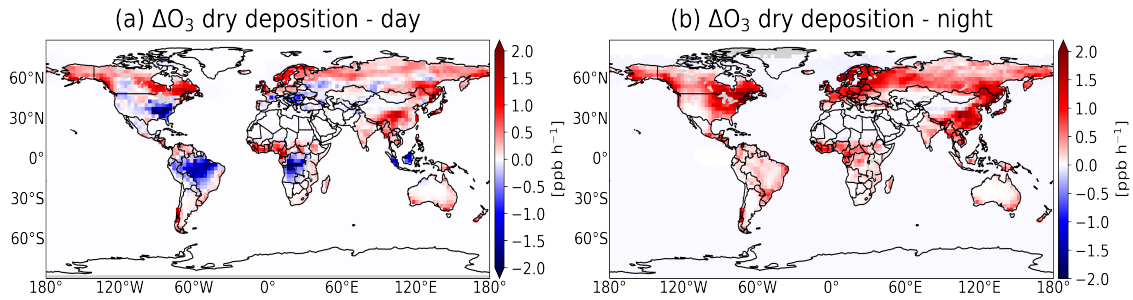 (a) ΔO₃ dry deposition - day
60°N
30°N
0°
30°S
60°S
180°
120°W
60°W
0°
60°E
120°E
180°
2.0
1.5
1.0
0.5
0.0
−0.5
−1.0
−1.5
−2.0
[ppb h⁻¹]
(b) ΔO₃ dry deposition - night
60°N
30°N
0°
30°S
60°S
180°
120°W
60°W
0°
60°E
120°E
180°
2.0
1.5
1.0
0.5
0.0
−0.5
−1.0
−1.5
−2.0
[ppb h⁻¹]